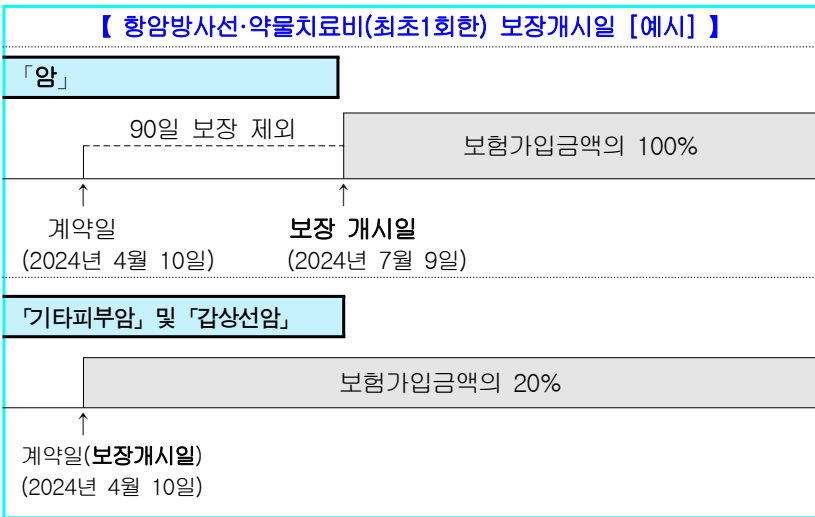 【 항암방사선·약물치료비(최초1회한) 보장개시일 [예시] 】
「암」
90일 보장 제외
보험가입금액의 100%
↑ ↑
계약일 보장 개시일
(2024년 4월 10일) (2024년 7월 9일)
「기타피부암」 및 「갑상선암」
보험가입금액의 20%
↑
계약일(보장개시일)
(2024년 4월 10일)